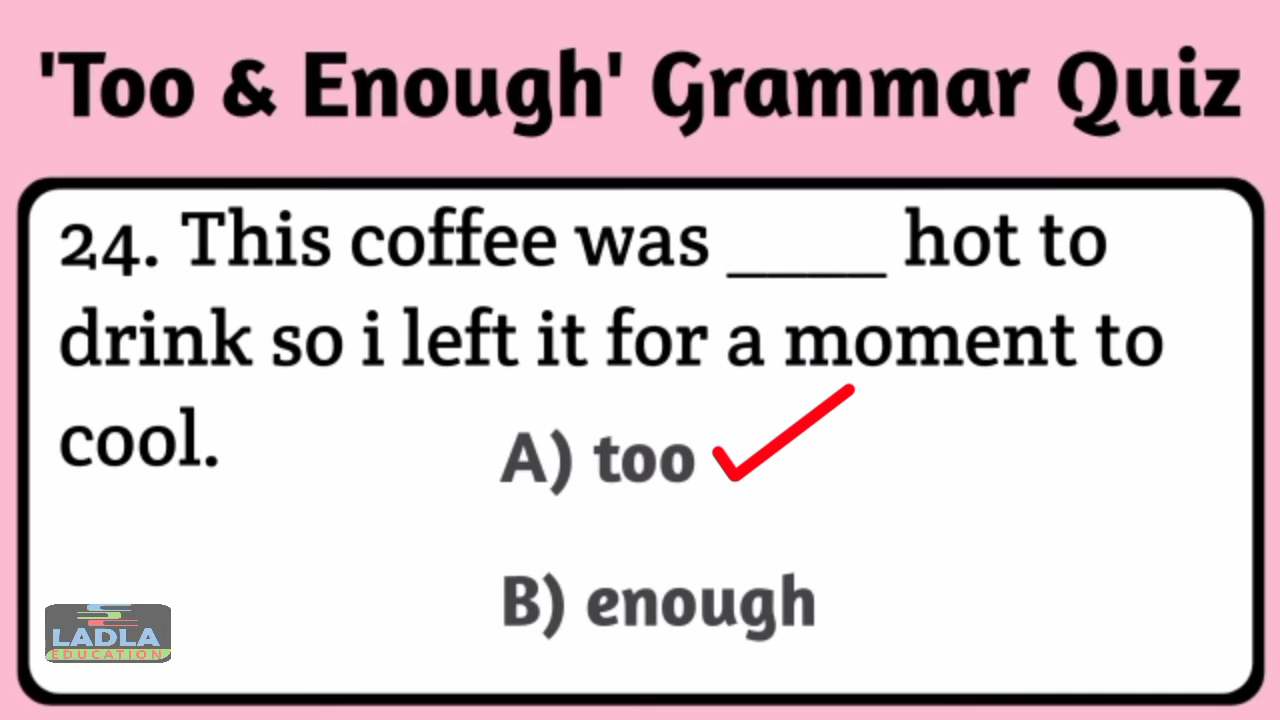 'Too & Enough' Grammar Quiz
24. This coffee was ____ hot to
drink so i left it for a moment to
cool.
A) too
B) enough
LADLA
EDUCATION